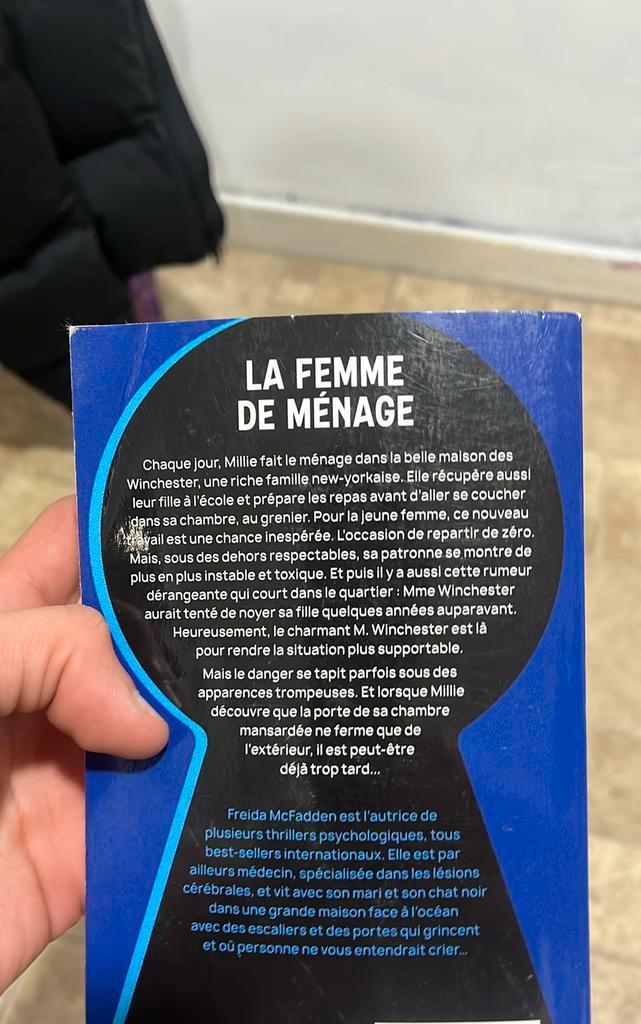 LA FEMME
DE MÉNAGE
Chaque jour, Millie fait le ménage dans la belle maison des
Winchester, une riche famille new-yorkaise. Elle récupère aussi
leur fille à l'école et prépare les repas avant d'aller se coucher
dans sa chambre, au grenier. Pour la jeune femme, ce nouveau
travail est une chance inespérée. L'occasion de repartir de zéro.
Mais, sous des dehors respectables, sa patronne se montre de
plus en plus instable et toxique. Et puis il y a aussi cette rumeur
dérangeante qui court dans le quartier : Mme Winchester
aurait tenté de noyer sa fille quelques années auparavant.
Heureusement, le charmant M. Winchester est là
pour rendre la situation plus supportable.
Mais le danger se tapit parfois sous des
apparences trompeuses. Et lorsque Millie
découvre que la porte de sa chambre
mansardée ne ferme que de
l'extérieur, il est peut-être
déjà trop tard...
Freida McFadden est l'autrice de
plusieurs thrillers psychologiques, tous
best-sellers internationaux. Elle est par
ailleurs médecin, spécialisée dans les lésions
cérébrales, et vit avec son mari et son chat noir
dans une grande maison face à l'océan
avec des escaliers et des portes qui grincent
et où personne ne vous entendrait crier...